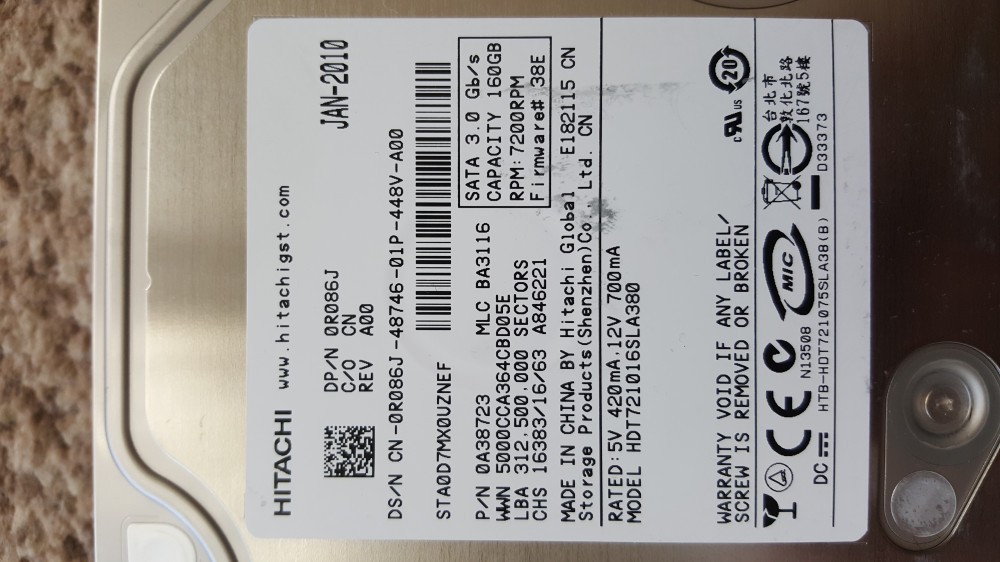 HITACHI www.hitachigst.com
JAN-2010
DP/N 0R086J
C/O CN
REV A00
DS/N CN-0R086J-48746-01P-448V-A00
STA0D7MX0UZNEF
P/N 0A38723 MLC BA3116
WWN 5000CCA364CBD05E
LBA 312,500,000 SECTORS
CHS 16383/16/63 A846221
SATA 3.0 Gb/s
CAPACITY 160GB
RPM:7200RPM
Firmware# 38E
MADE IN CHINA BY Hitachi Global E182115 CN
Storage Products(Shenzhen)Co., Ltd. CN
RATED:5V 420mA,12V 700mA
MODEL HDT721016SLA380
WARRANTY VOID IF ANY LABEL/
SCREW IS REMOVED OR BROKEN
c RU US
20
CE
MIC
N13508
台北市
敦化北路
167號5樓
D33373
DC
HTB-HDT721075SLA38(B)